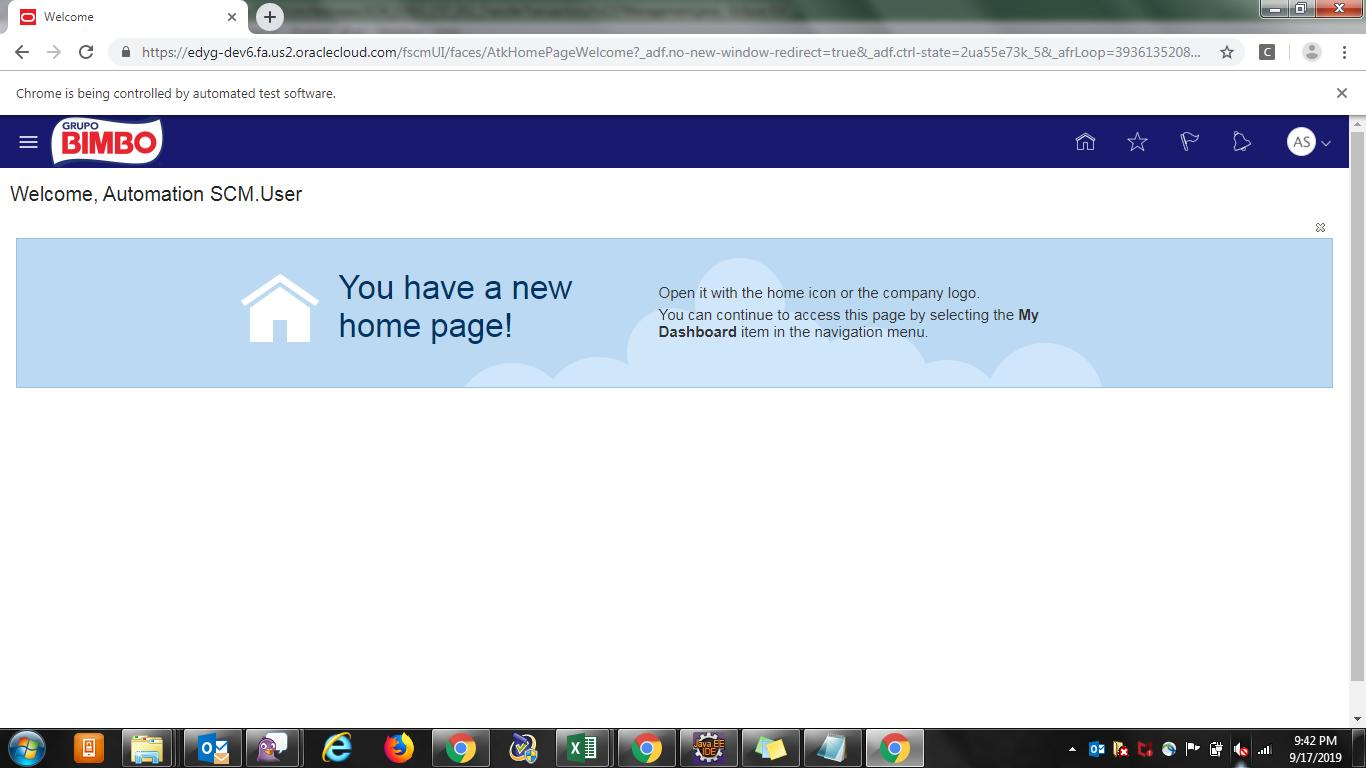 Welcome
https://edyg-dev6.fa.us2.oraclecloud.com/fscmUI/faces/AtkHomePageWelcome?_adf.no-new-window-redirect=true&_adf.ctrl-state=2ua55e73k_5&_afrLoop=3936135208...
C
Chrome is being controlled by automated test software.
GRUPO
BIMBO
AS
Welcome, Automation SCM.User
You have a new
home page!
Open it with the home icon or the company logo.
You can continue to access this page by selecting the My
Dashboard item in the navigation menu.
Java EE
IDE
9:42 PM
9/17/2019